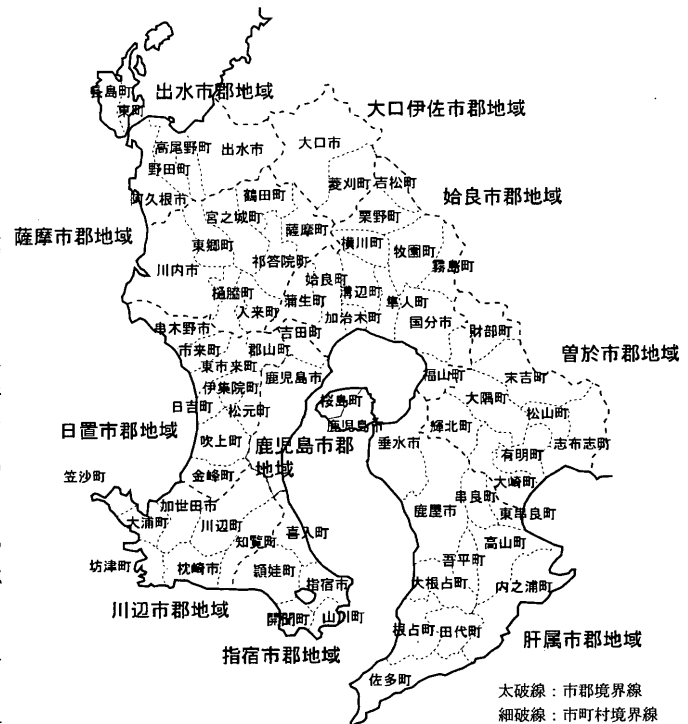 長島町
東町
出水市郡地域
大口伊佐市郡地域
高尾野町
出水市
大口市
野田町
阿久根市
鶴田町
菱刈町
吉松町
姶良市郡地域
宮之城町
薩摩町
栗野町
薩摩市郡地域
東郷町
横川町
牧園町
霧島町
川内市
祁答院町
姶良町
溝辺町
樋脇町
入来町
蒲生町
加治木町
隼人町
国分市
財部町
串木野市
吉田町
市来町
郡山町
曽於市郡地域
東市来町
鹿児島市
福山町
末吉町
伊集院町
桜島町
大隅町
日吉町
松元町
鹿児島市
松山町
日置市郡地域
吹上町
鹿児島市郡
地域
垂水市
輝北町
有明町
志布志町
笠沙町
金峰町
大崎町
加世田市
大浦町
川辺町
喜入町
鹿屋市
串良町
東串良町
知覧町
高山町
坊津町
枕崎市
頴娃町
指宿市
吾平町
大根占町
内之浦町
川辺市郡地域
開聞町
山川町
根占町
田代町
肝属市郡地域
指宿市郡地域
佐多町
太破線:市郡境界線
細破線:市町村境界線